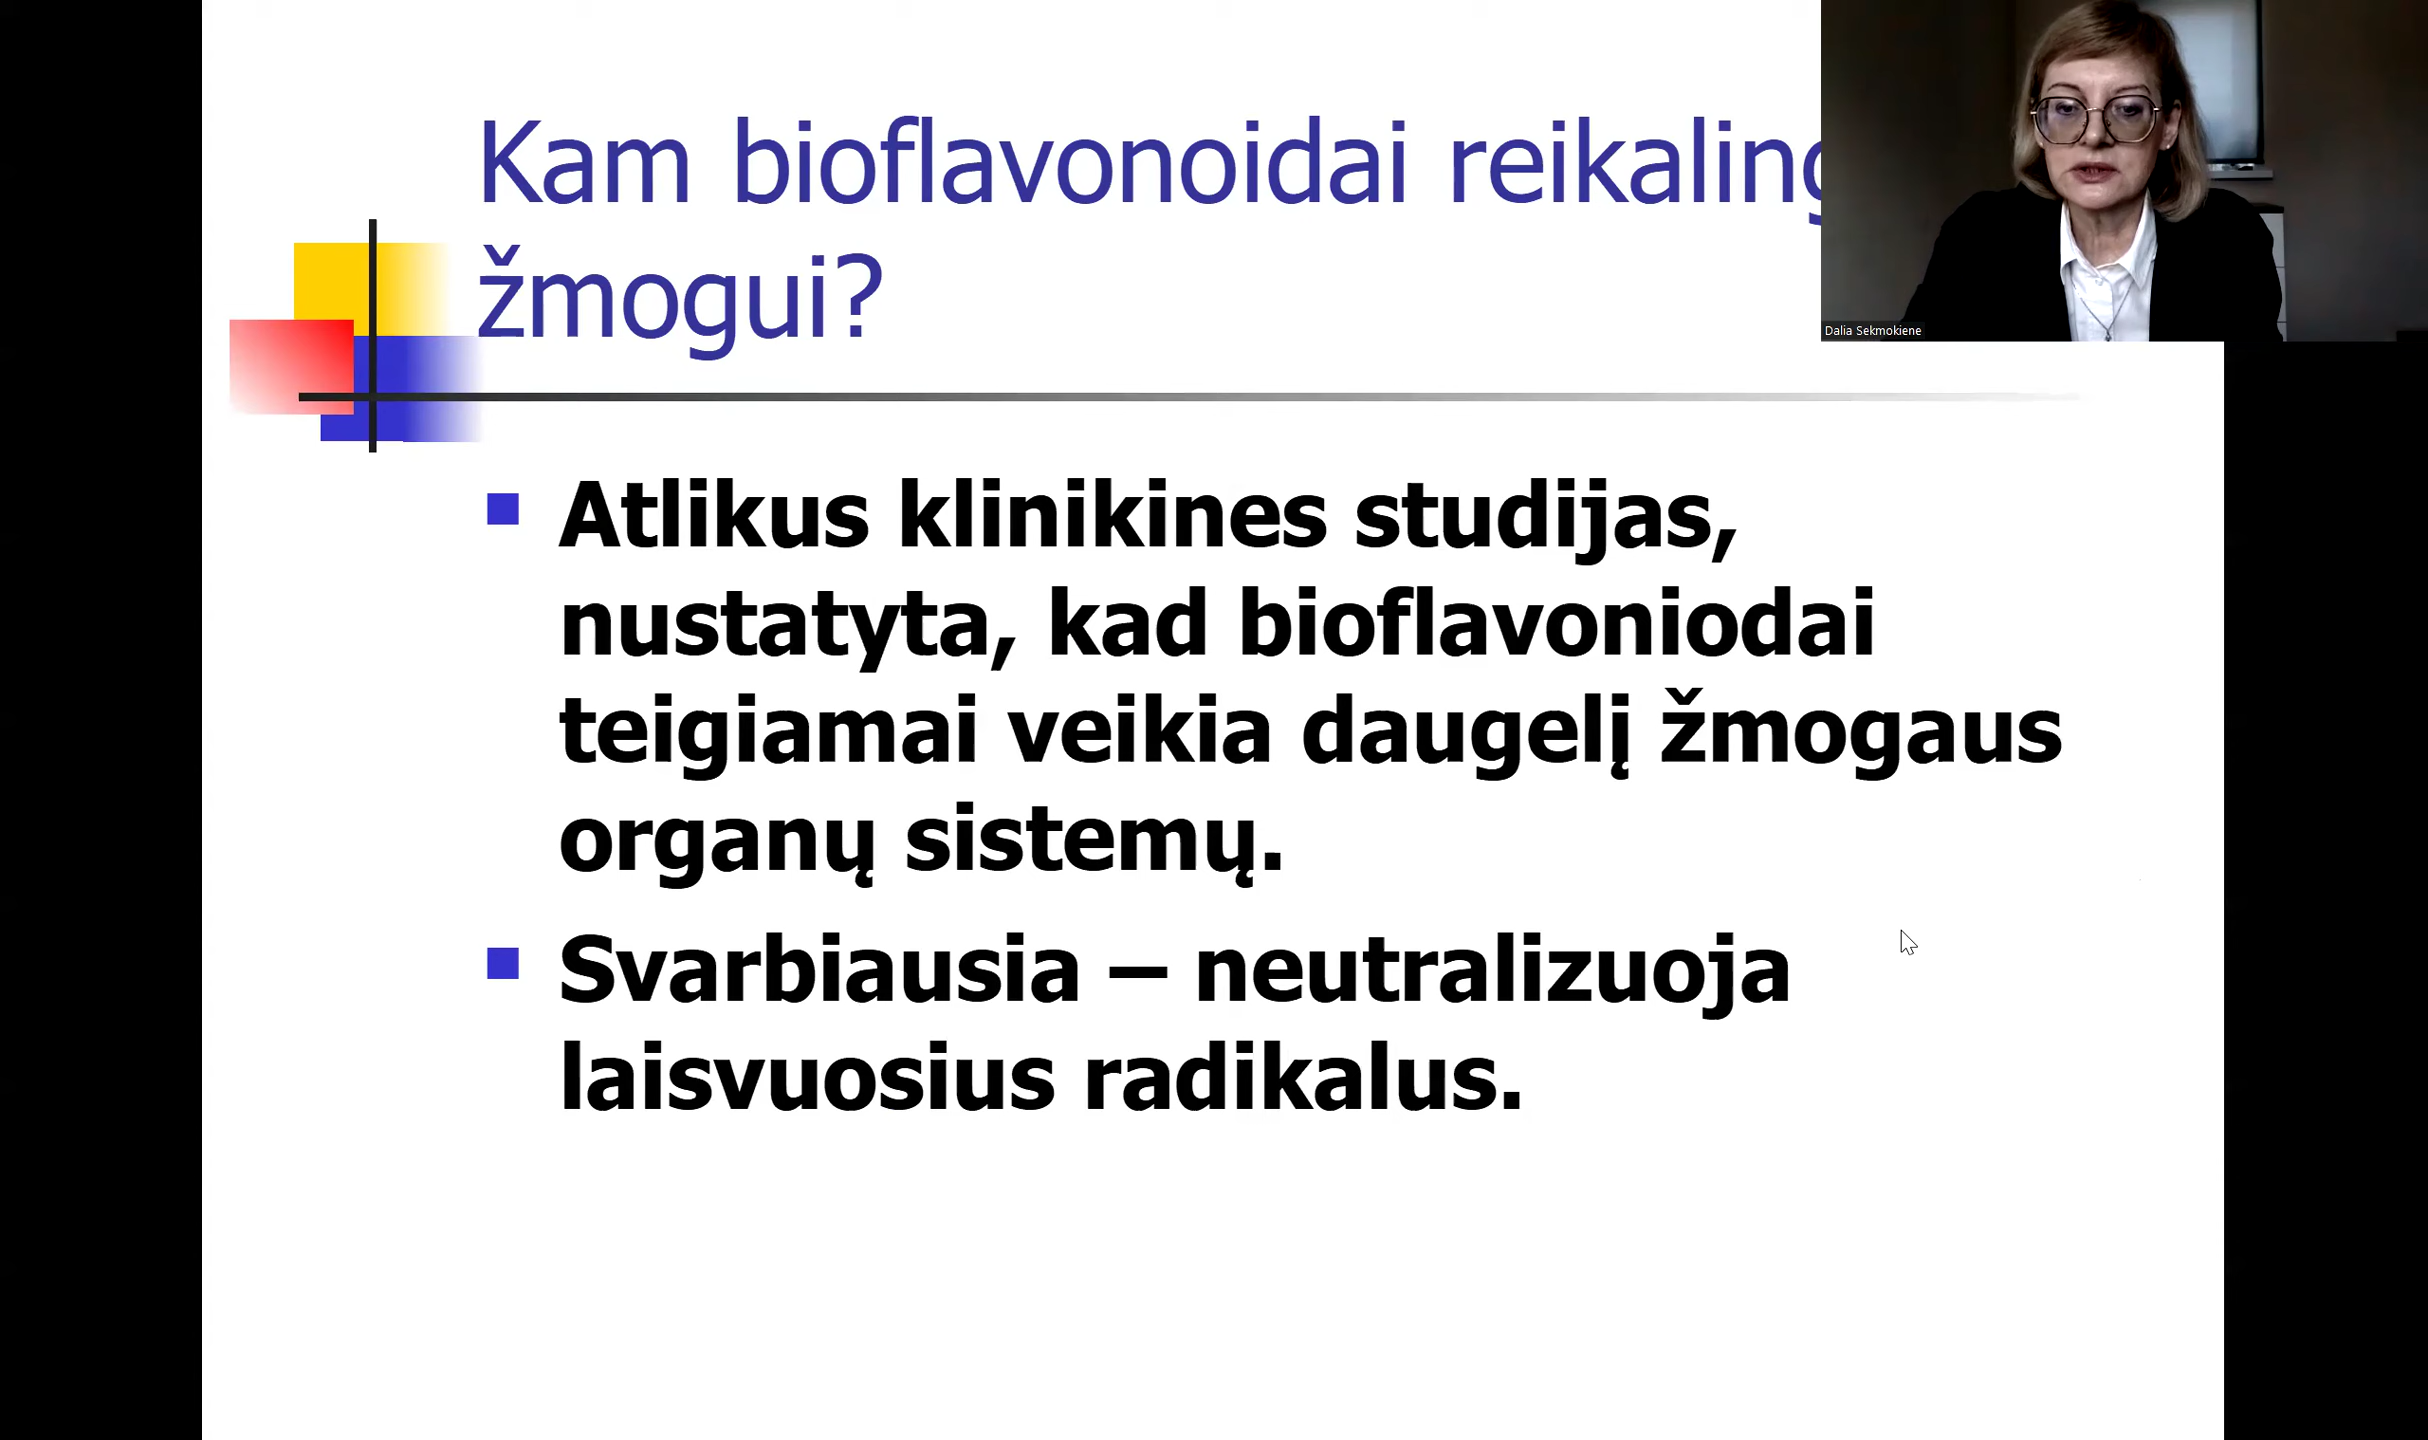 Kam bioflavonoidai
žmogui?
Dalia Sekmokiene
Atlikus klinikines studijas,
nustatyta, kad bioflavoniodai
teigiamai veikia daugelį žmogaus
organų sistemų.
Svarbiausia – neutralizuoja
laisvuosius radikalus.